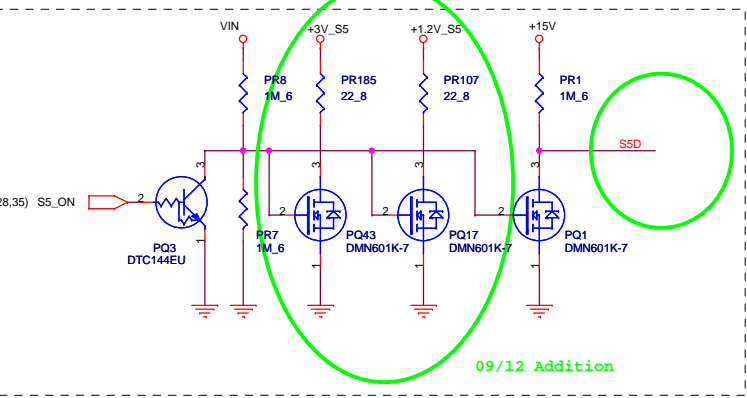 VIN
+3V_S5
+1.2V_S5
+15V
PR8
1M_6
PR185
22_8
PR107
22_8
PR1
1M_6
S5D
3
3
3
3
28,35)
S5_ON
2
2
2
2
PQ3
DTC144EU
1
PR7
1M_6
PQ43
DMN601K-7
1
PQ17
DMN601K-7
1
PQ1
DMN601K-7
1
09/12 Addition